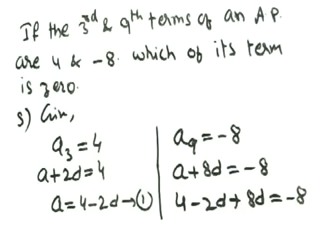 If the 3rd & 9th terms of an A P.
are 4 & -8. which of its term
is zero.
s) Givn,
a₃ = 4
a+2d=4
a=4-2d→①
a₉ = -8
a+8d = -8
4-2d+8d=-8